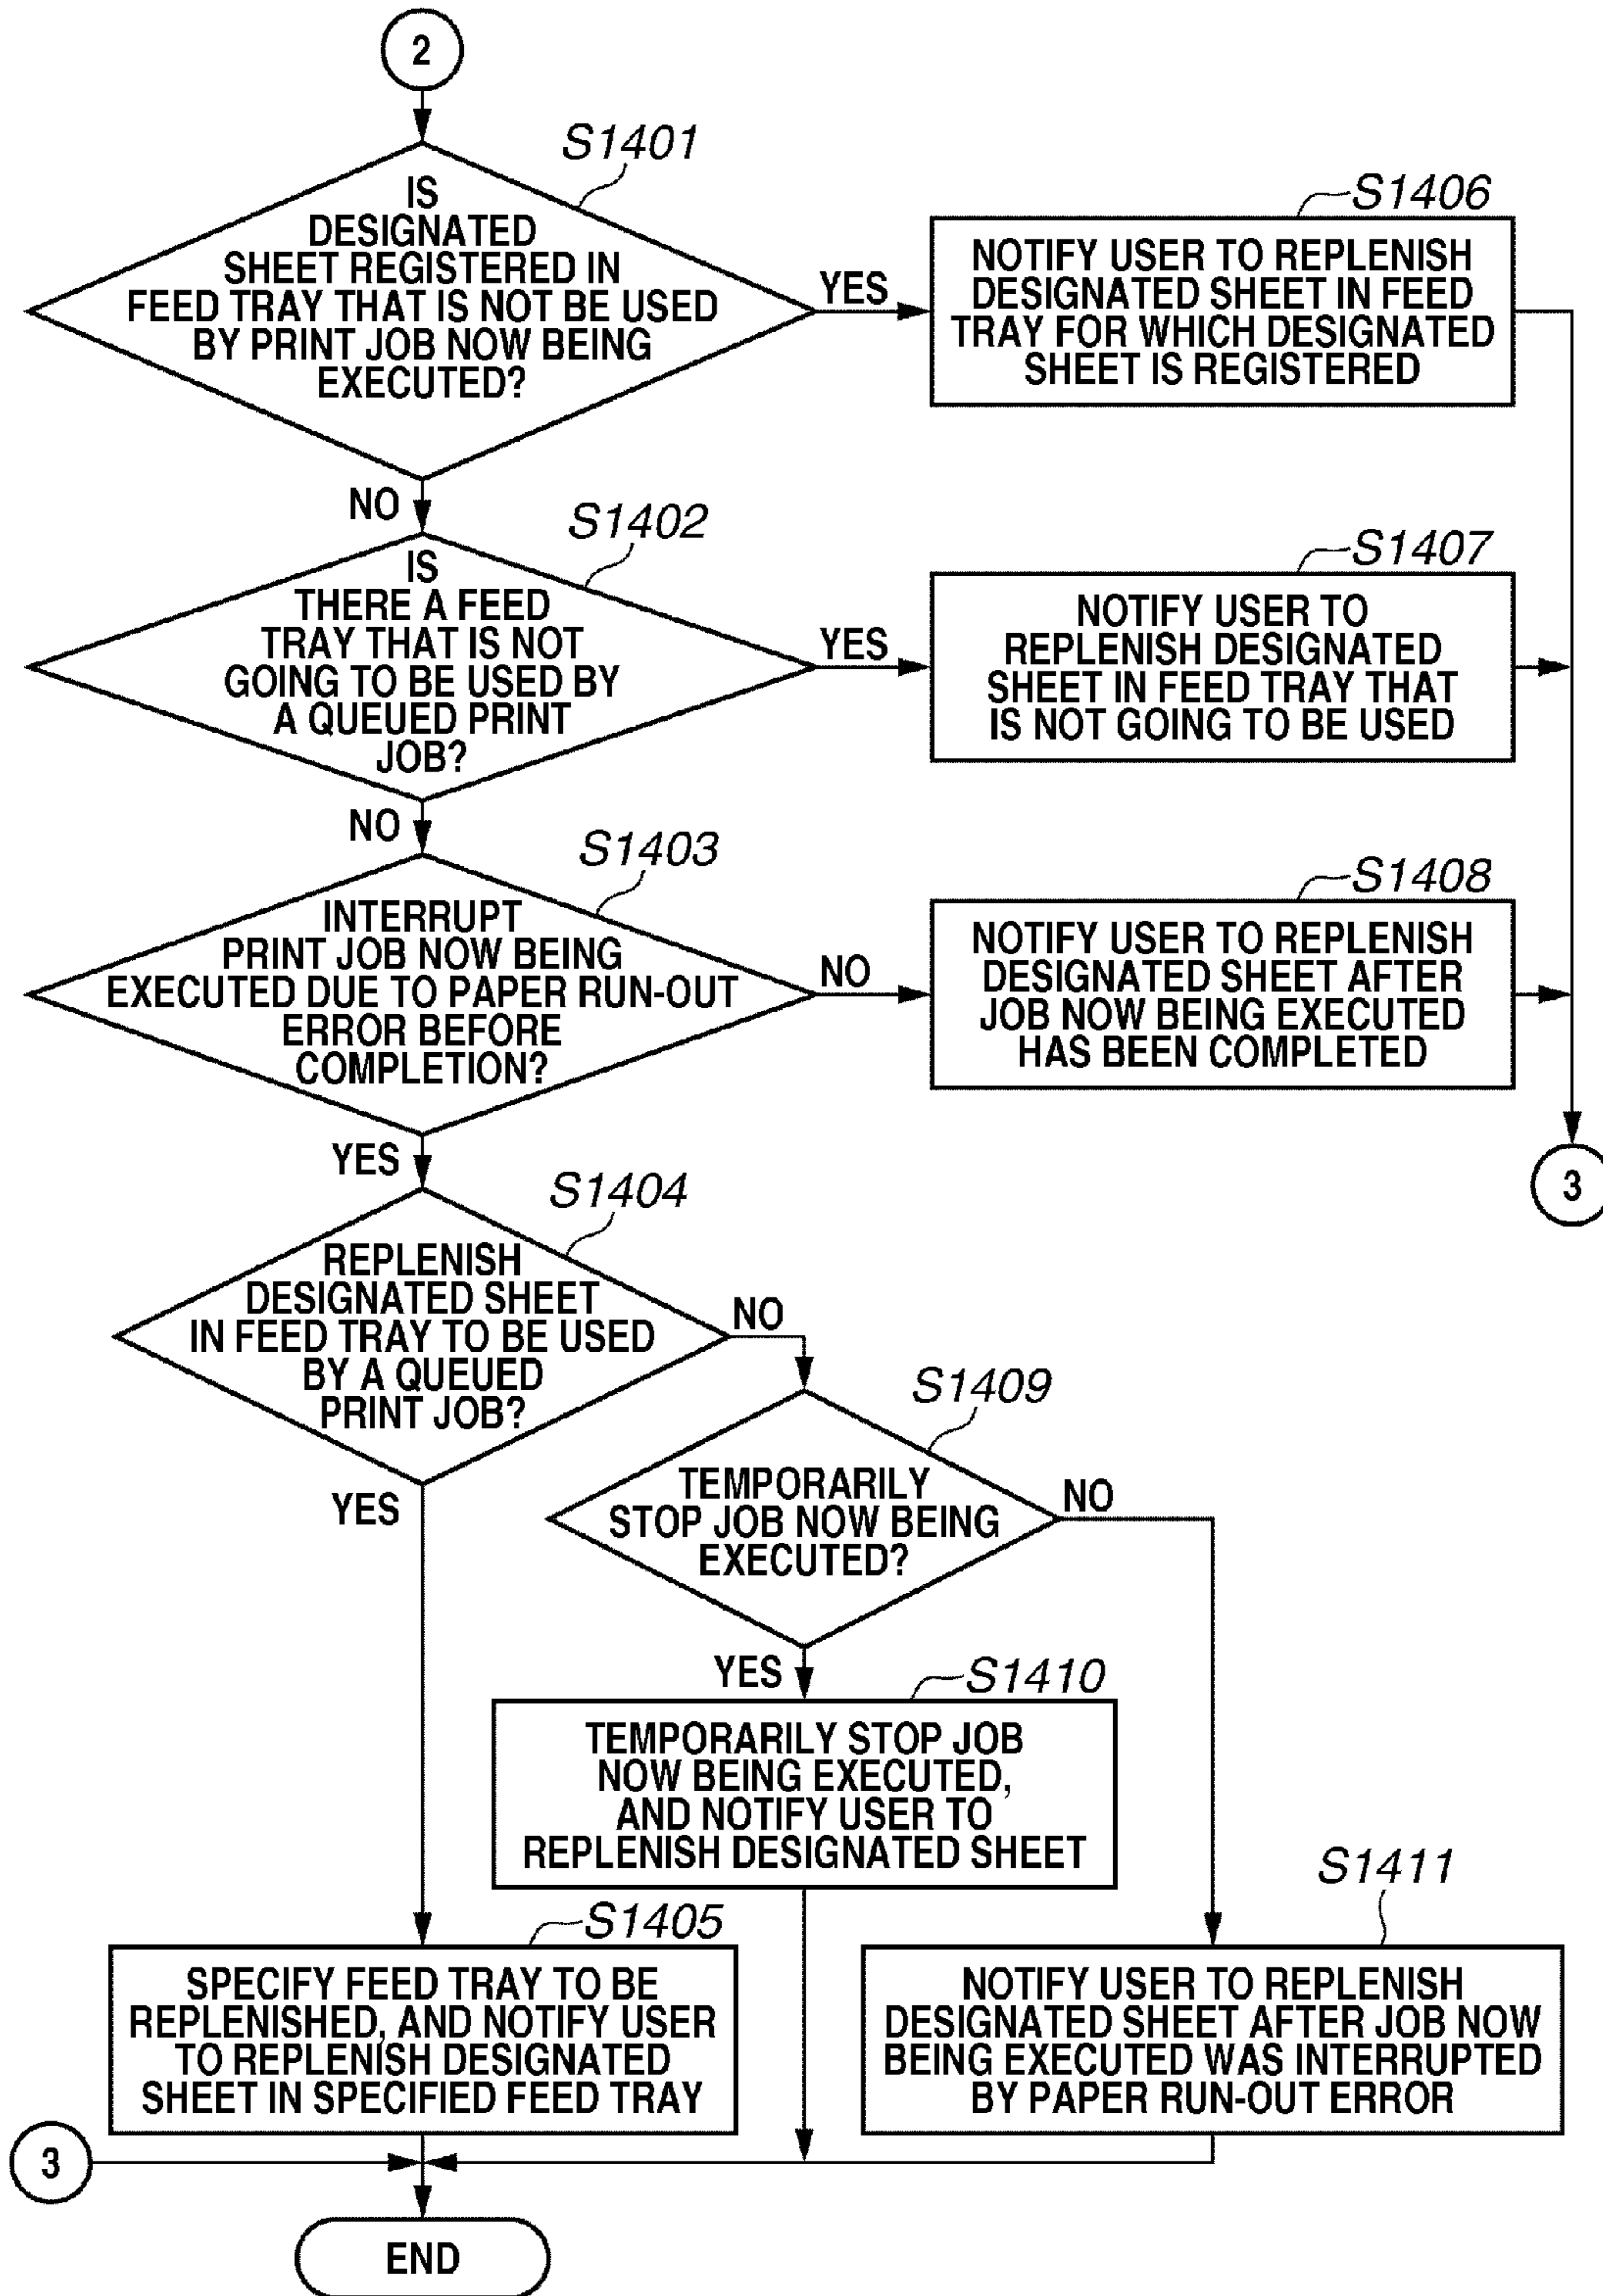 2
S1401
IS
DESIGNATED
SHEET REGISTERED IN
FEED TRAY THAT IS NOT BE USED
BY PRINT JOB NOW BEING
EXECUTED?
YES
S1406
NOTIFY USER TO REPLENISH
DESIGNATED SHEET IN FEED
TRAY FOR WHICH DESIGNATED
SHEET IS REGISTERED
NO
S1402
IS
THERE A FEED
TRAY THAT IS NOT
GOING TO BE USED BY
A QUEUED PRINT
JOB?
YES
S1407
NOTIFY USER TO
REPLENISH DESIGNATED
SHEET IN FEED TRAY THAT
IS NOT GOING TO BE USED
NO
S1403
INTERRUPT
PRINT JOB NOW BEING
EXECUTED DUE TO PAPER RUN-OUT
ERROR BEFORE
COMPLETION?
NO
S1408
NOTIFY USER TO REPLENISH
DESIGNATED SHEET AFTER
JOB NOW BEING EXECUTED
HAS BEEN COMPLETED
3
YES
S1404
REPLENISH
DESIGNATED SHEET
IN FEED TRAY TO BE USED
BY A QUEUED
PRINT JOB?
NO
YES
S1409
TEMPORARILY
STOP JOB NOW BEING
EXECUTED?
NO
YES
S1410
TEMPORARILY STOP JOB
NOW BEING EXECUTED,
AND NOTIFY USER TO
REPLENISH DESIGNATED SHEET
S1405
SPECIFY FEED TRAY TO BE
REPLENISHED, AND NOTIFY USER
TO REPLENISH DESIGNATED
SHEET IN SPECIFIED FEED TRAY
S1411
NOTIFY USER TO REPLENISH
DESIGNATED SHEET AFTER JOB NOW
BEING EXECUTED WAS INTERRUPTED
BY PAPER RUN-OUT ERROR
3
END